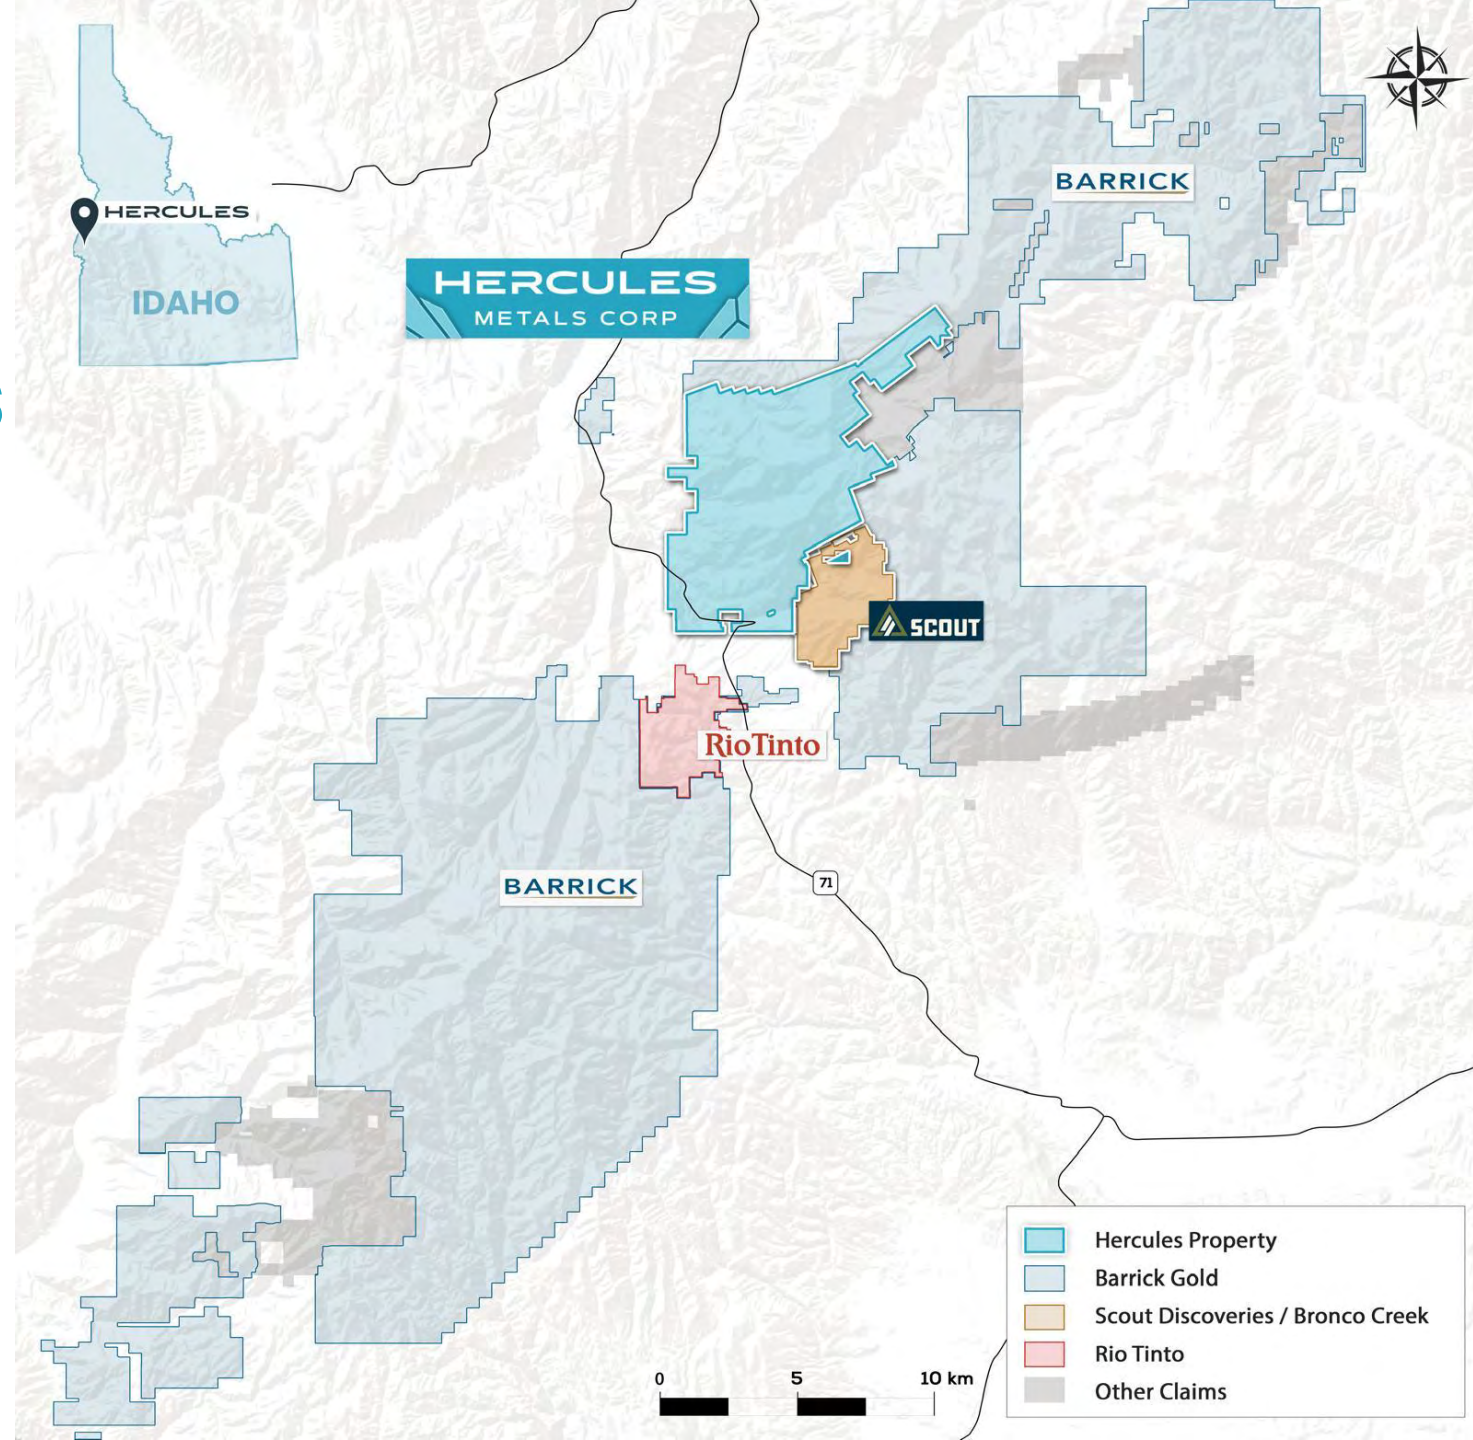 HERCULES
IDAHO
HERCULES
METALS CORP
BARRICK
SCOUT
RioTinto
BARRICK
71
Hercules Property
Barrick Gold
Scout Discoveries / Bronco Creek
Rio Tinto
Other Claims
0 5 10 km